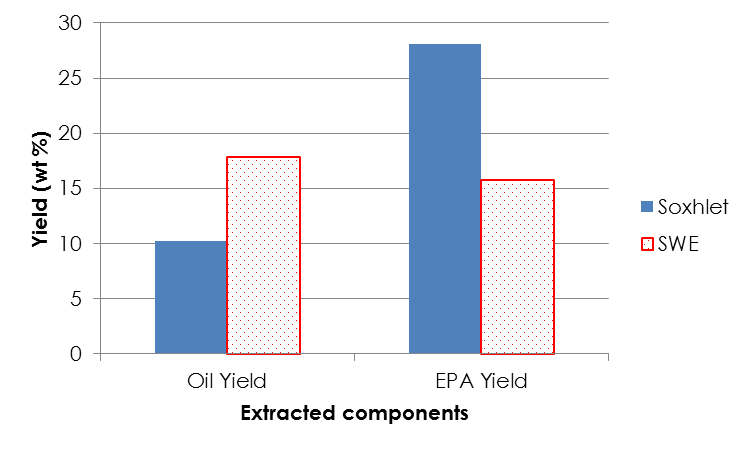 30
25
20
15
10
5
0
Yield (wt %)
Oil Yield
EPA Yield
Extracted components
Soxhlet
SWE